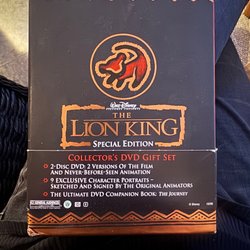 Walt Disney
THE
LION KING
SPECIAL EDITION
COLLECTOR'S DVD GIFT SET
• 2-DISC DVD: 2 VERSIONS OF THE FILM
AND NEVER-BEFORE-SEEN ANIMATION
• 9 EXCLUSIVE CHARACTER PORTRAITS –
SKETCHED AND SIGNED BY THE ORIGINAL ANIMATORS
• THE ULTIMATE DVD COMPANION BOOK: THE JOURNEY
© Disney